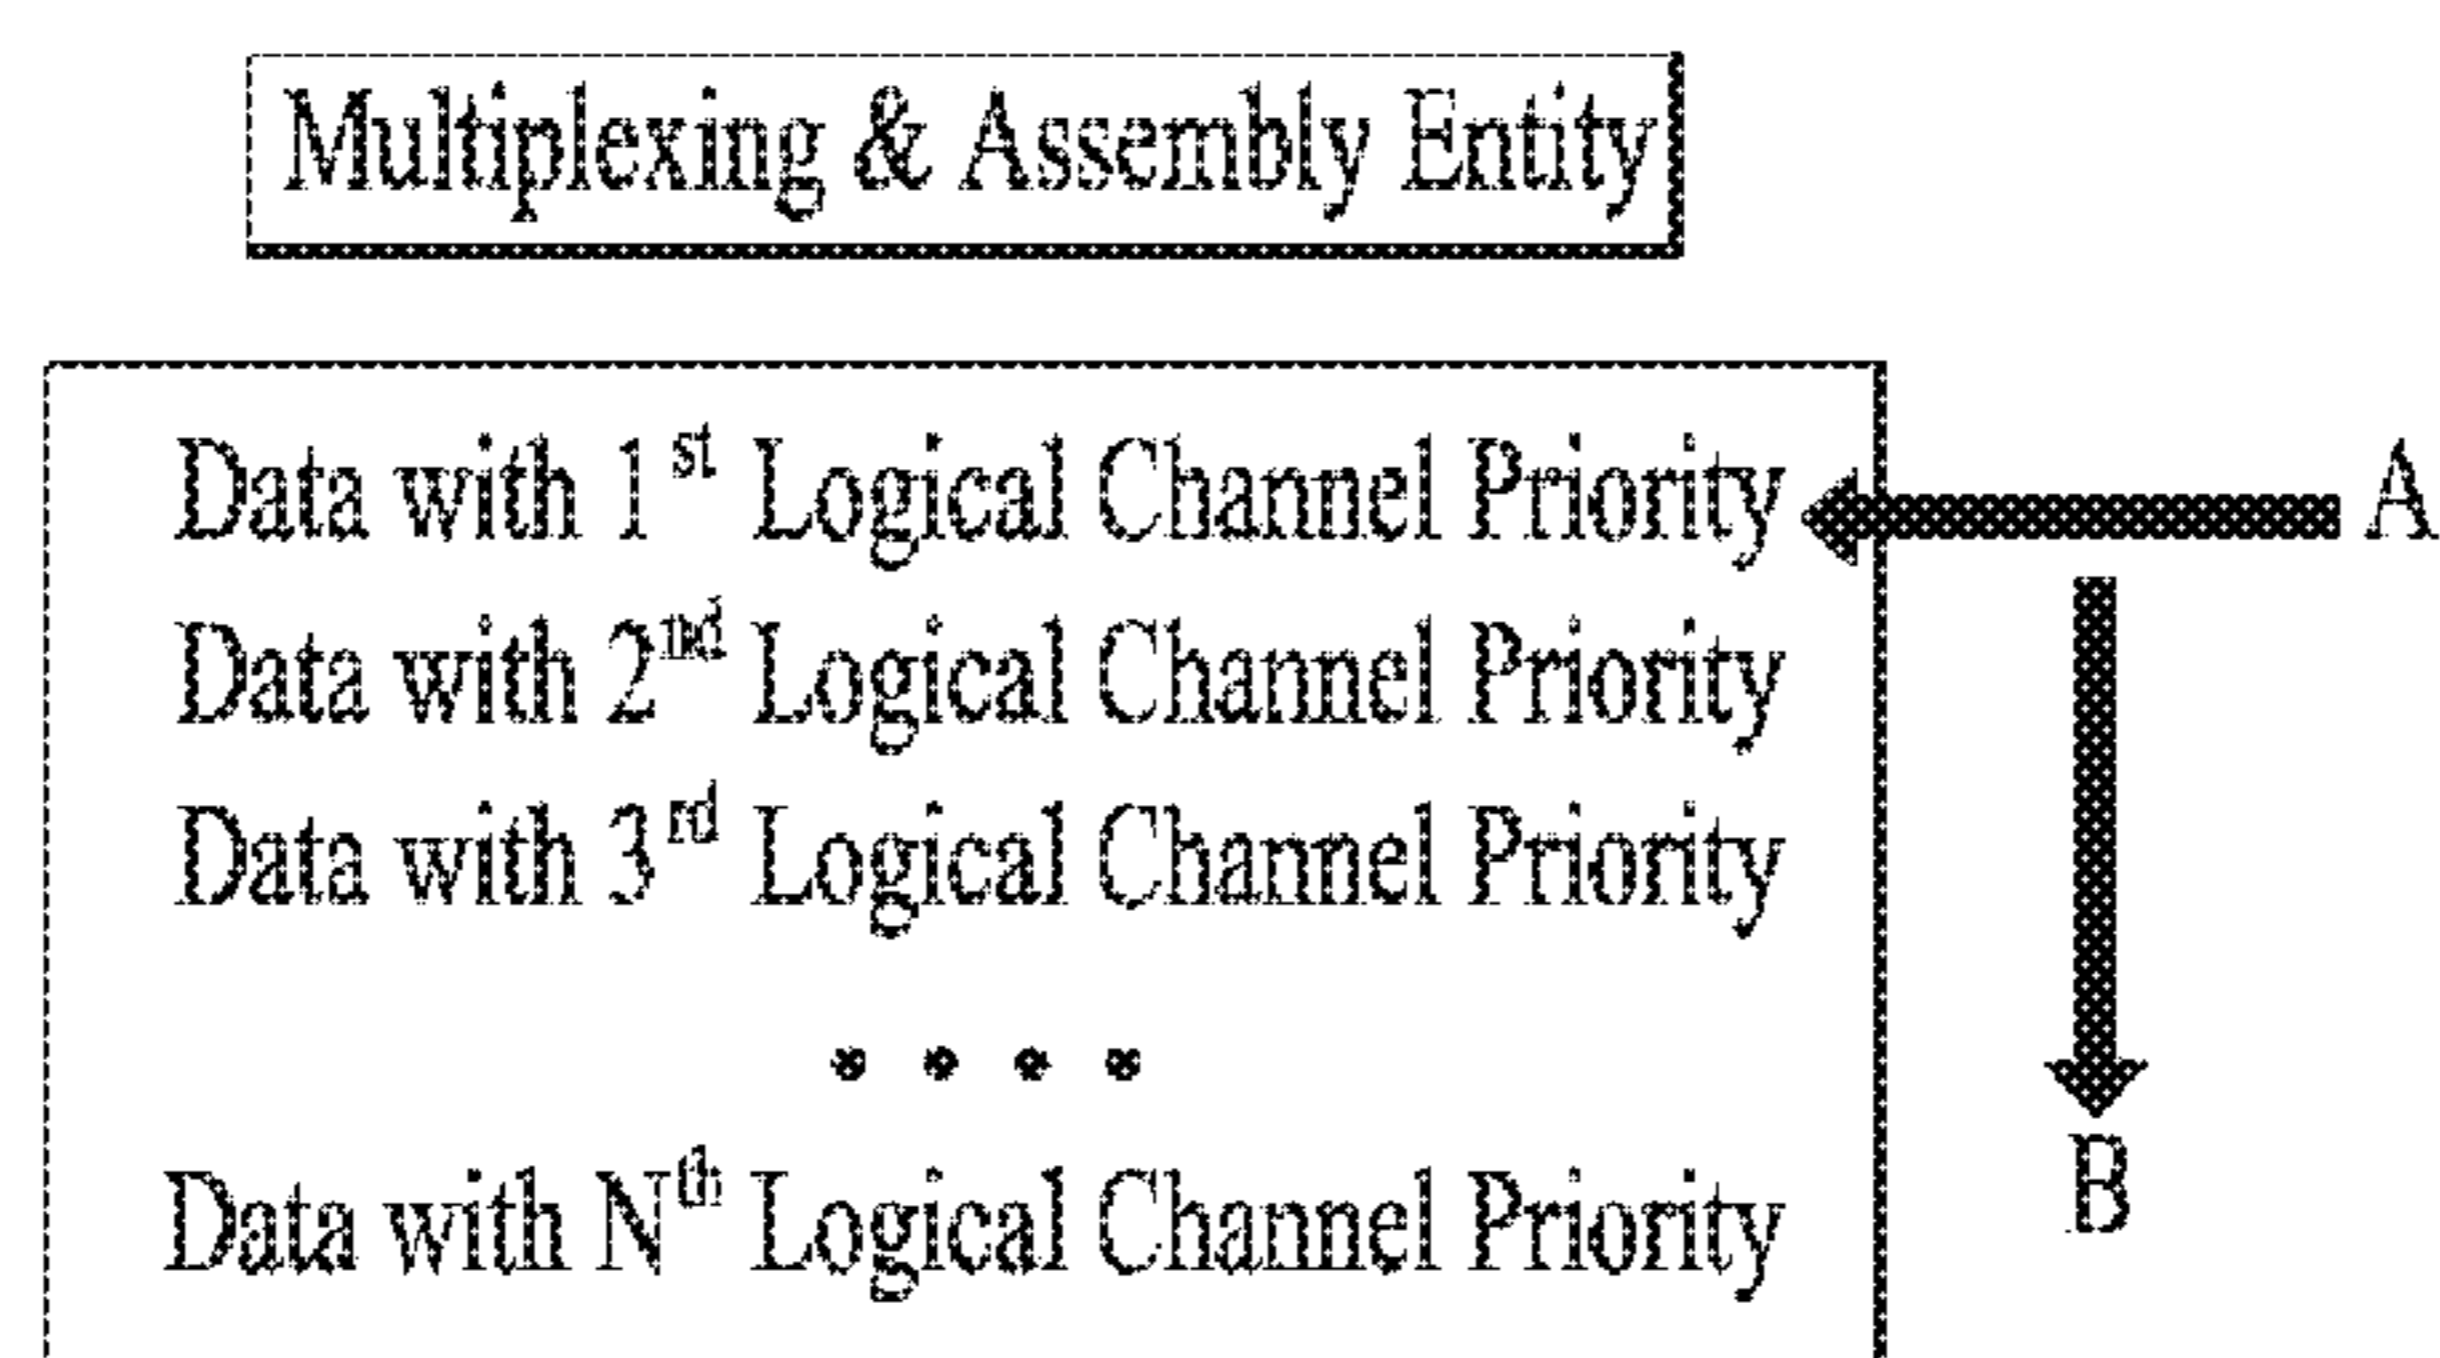 Multiplexing & Assembly Entity
Data with 1st Logical Channel Priority
A
Data with 2nd Logical Channel Priority
Data with 3rd Logical Channel Priority
....
Data with Nth Logical Channel Priority
B